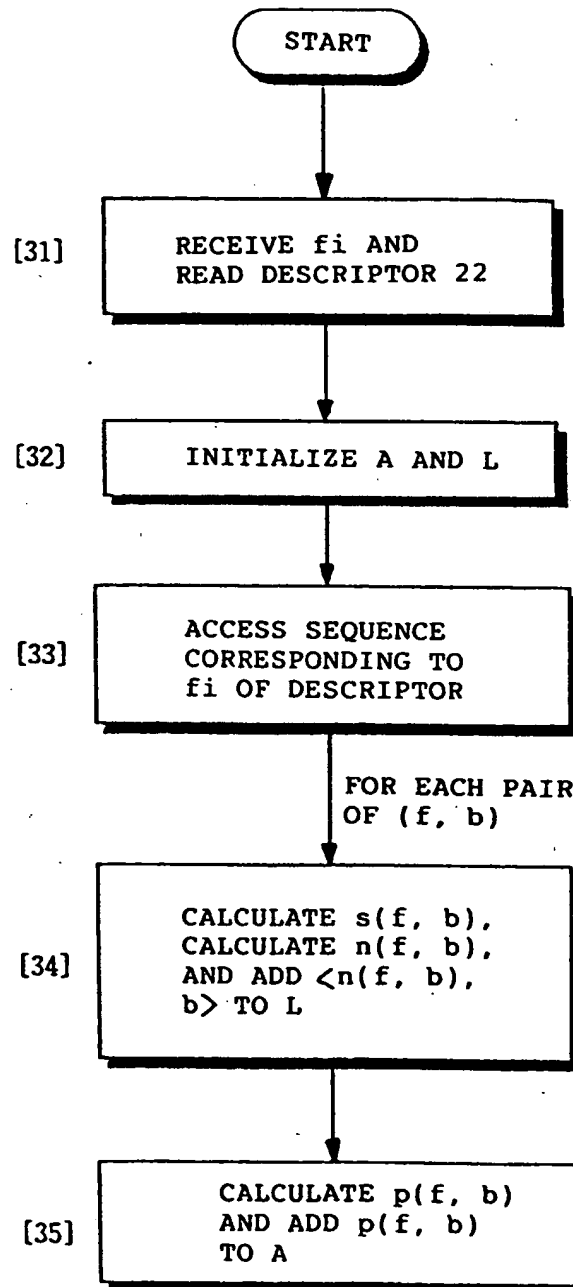 START
[31]
RECEIVE fi AND
READ DESCRIPTOR 22
[32]
INITIALIZE A AND L
[33]
ACCESS SEQUENCE
CORRESPONDING TO
fi OF DESCRIPTOR
FOR EACH PAIR
OF (f, b)
[34]
CALCULATE s(f, b),
CALCULATE n(f, b),
AND ADD <n(f, b),
b> TO L
[35]
CALCULATE p(f, b)
AND ADD p(f, b)
TO A